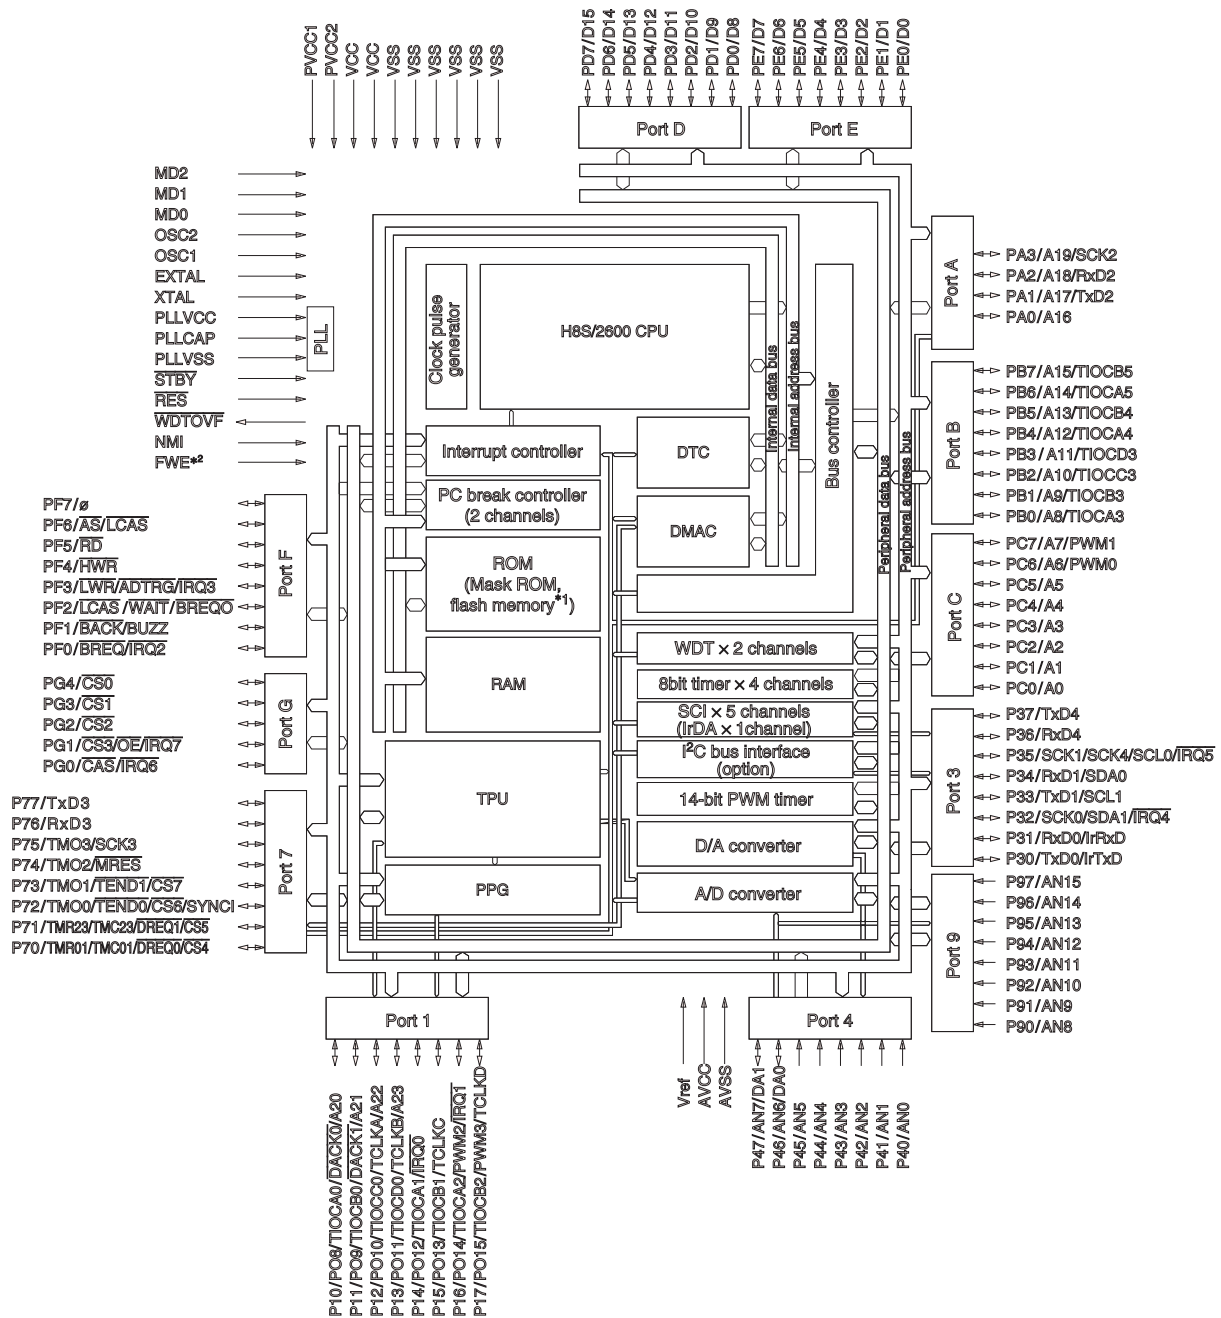 PVCC1
PVCC2
VCC
VCC
VSS
VSS
VSS
VSS
VSS
VSS
PD7/D15
PD6/D14
PD5/D13
PD4/D12
PD3/D11
PD2/D10
PD1/D9
PD0/D8
PE7/D7
PE6/D6
PE5/D5
PE4/D4
PE3/D3
PE2/D2
PE1/D1
PE0/D0
Port D
Port E
MD2
MD1
MD0
OSC2
OSC1
EXTAL
XTAL
PLLVCC
PLLCAP
PLLVSS
STBY
RES
WDTOVF
NMI
FWE*2
PLL
Clock pulse
generator
H8S/2600 CPU
Internal data bus
Internal address bus
Bus controller
Peripheral data bus
Peripheral address bus
Port A
PA3/A19/SCK2
PA2/A18/RxD2
PA1/A17/TxD2
PA0/A16
Port B
PB7/A15/TIOCB5
PB6/A14/TIOCA5
PB5/A13/TIOCB4
PB4/A12/TIOCA4
PB3/A11/TIOCD3
PB2/A10/TIOCC3
PB1/A9/TIOCB3
PB0/A8/TIOCA3
Interrupt controller
DTC
PC break controller
(2 channels)
DMAC
ROM
(Mask ROM,
flash memory*1)
RAM
WDT × 2 channels
8bit timer × 4 channels
SCI × 5 channels
(IrDA × 1channel)
I2C bus interface
(option)
14-bit PWM timer
TPU
D/A converter
PPG
A/D converter
PF7/ø
PF6/AS/LCAS
PF5/RD
PF4/HWR
PF3/LWR/ADTRG/IRQ3
PF2/LCAS/WAIT/BREQO
PF1/BACK/BUZZ
PF0/BREQ/IRQ2
Port F
PG4/CS0
PG3/CS1
PG2/CS2
PG1/CS3/OE/IRQ7
PG0/CAS/IRQ6
Port G
P77/TxD3
P76/RxD3
P75/TMO3/SCK3
P74/TMO2/MRES
P73/TMO1/TEND1/CS7
P72/TMO0/TEND0/CS6/SYNCI
P71/TMR23/TMC23/DREQ1/CS5
P70/TMR01/TMC01/DREQ0/CS4
Port 7
Port C
PC7/A7/PWM1
PC6/A6/PWM0
PC5/A5
PC4/A4
PC3/A3
PC2/A2
PC1/A1
PC0/A0
Port 3
P37/TxD4
P36/RxD4
P35/SCK1/SCK4/SCL0/IRQ5
P34/RxD1/SDA0
P33/TxD1/SCL1
P32/SCK0/SDA1/IRQ4
P31/RxD0/IrRxD
P30/TxD0/IrTxD
Port 9
P97/AN15
P96/AN14
P95/AN13
P94/AN12
P93/AN11
P92/AN10
P91/AN9
P90/AN8
Port 1
Port 4
P10/PO8/TIOCA0/DACK0/A20
P11/PO9/TIOCB0/DACK1/A21
P12/PO10/TIOCC0/TCLKA/A22
P13/PO11/TIOCD0/TCLKB/A23
P14/PO12/TIOCA1/IRQ0
P15/PO13/TIOCB1/TCLKC
P16/PO14/TIOCA2/PWM2/IRQ1
P17/PO15/TIOCB2/PWM3/TCLKD
Vref
AVCC
AVSS
P47/AN7/DA1
P46/AN6/DA0
P45/AN5
P44/AN4
P43/AN3
P42/AN2
P41/AN1
P40/AN0